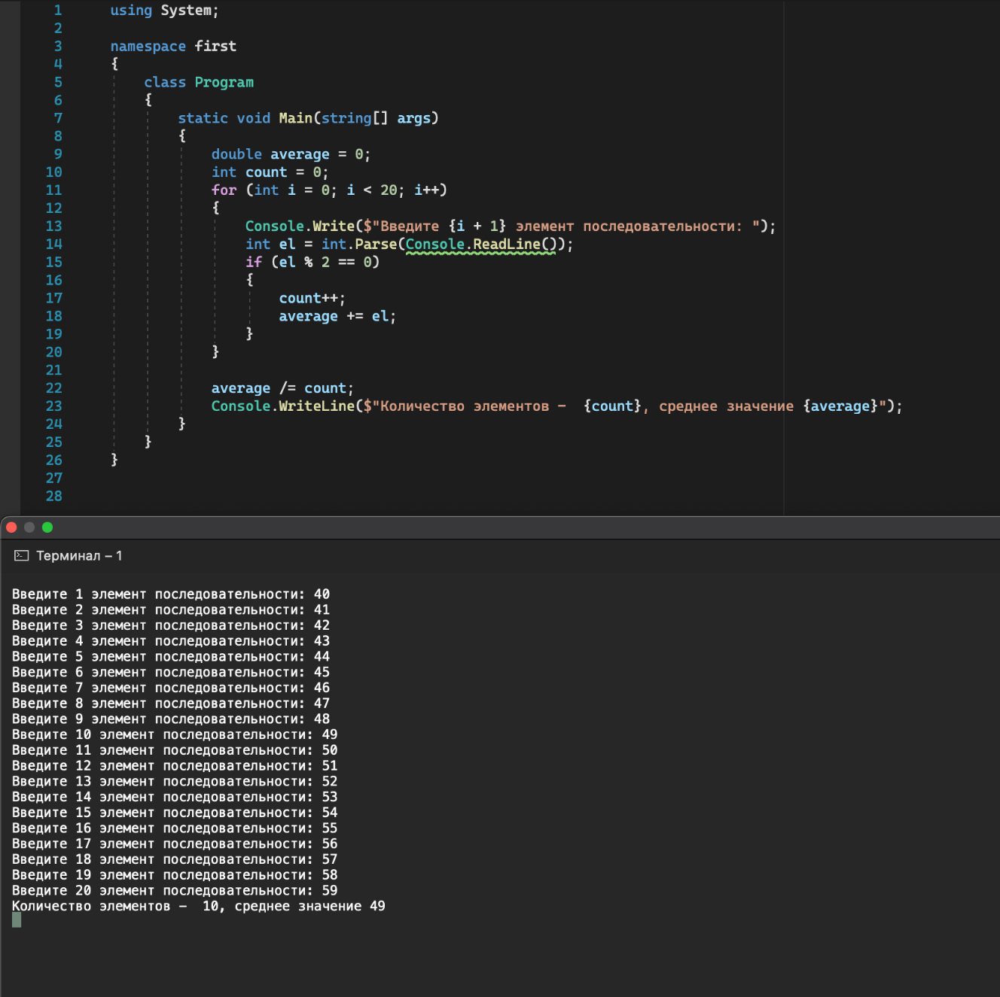 1 using System;
2
3 namespace first
4 {
5 class Program
6 {
7 static void Main(string[] args)
8 {
9 double average = 0;
10 int count = 0;
11 for (int i = 0; i < 20; i++)
12 {
13 Console.Write($"Введите {i + 1} элемент последовательности: ");
14 int el = int.Parse(Console.ReadLine());
15 if (el % 2 == 0)
16 {
17 count++;
18 average += el;
19 }
20 }
21
22 average /= count;
23 Console.WriteLine($"Количество элементов -  {count}, среднее значение {average}");
24 }
25 }
26 }
27
28
Терминал – 1
Введите 1 элемент последовательности: 40
Введите 2 элемент последовательности: 41
Введите 3 элемент последовательности: 42
Введите 4 элемент последовательности: 43
Введите 5 элемент последовательности: 44
Введите 6 элемент последовательности: 45
Введите 7 элемент последовательности: 46
Введите 8 элемент последовательности: 47
Введите 9 элемент последовательности: 48
Введите 10 элемент последовательности: 49
Введите 11 элемент последовательности: 50
Введите 12 элемент последовательности: 51
Введите 13 элемент последовательности: 52
Введите 14 элемент последовательности: 53
Введите 15 элемент последовательности: 54
Введите 16 элемент последовательности: 55
Введите 17 элемент последовательности: 56
Введите 18 элемент последовательности: 57
Введите 19 элемент последовательности: 58
Введите 20 элемент последовательности: 59
Количество элементов -  10, среднее значение 49